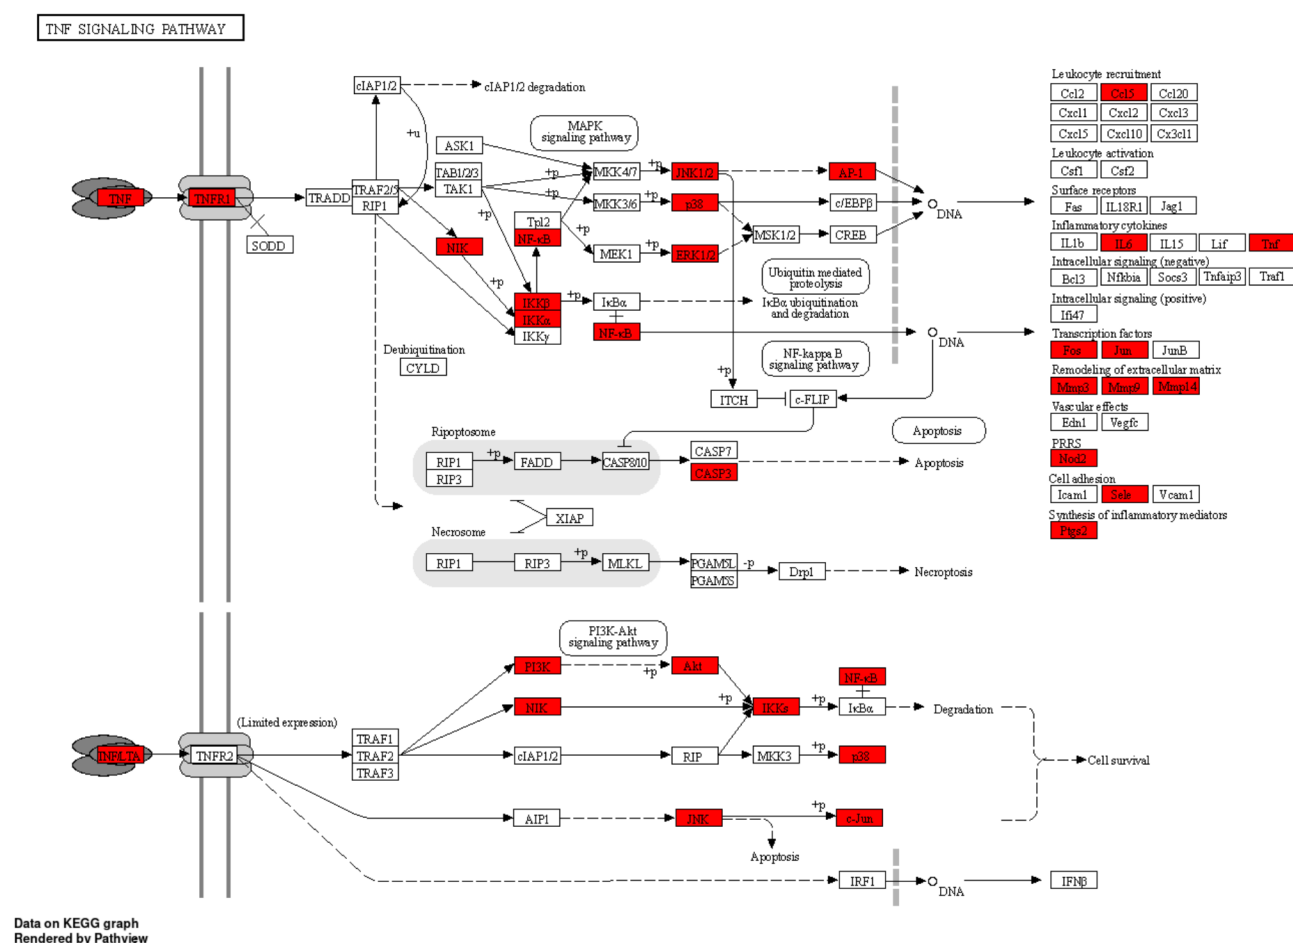 TNF SIGNALING PATHWAY
cIAP1/2
cIAP1/2 degradation
+u
MAPK
signaling pathway
ASK1
TAB1/2/3
TAK1
MKK4/7
+p
+p
JNK1/2
AP-1
TNF
TNFR1
TRADD
TRAF2/5
RIP1
SODD
+p
MKK3/6
+p
p38
c/EBPβ
DNA
+p
Tpl2
NF-κB
+p
NIK
MEK1
+p
ERK1/2
MSK1/2
CREB
+p
Ubiquitin mediated
proteolysis
IKKβ
IKKα
IKKγ
+p
IκBα
IκBα ubiquitination
and degradation
NF-κB
DNA
NF-kappa B
signaling pathway
Deubiquitination
CYLD
+p
ITCH
c-FLIP
Apoptosis
Ripoptosome
RIP1
RIP3
+p
FADD
CASP8/10
CASP7
CASP3
Apoptosis
XIAP
Necrosome
RIP1
RIP3
+p
MLKL
PGAM5L
PGAM5S
-p
Drp1
Necroptosis
Leukocyte recruitment
Ccl2 Ccl5 Ccl20
Cxcl1 Cxcl2 Cxcl3
Cxcl5 Cxcl10 Cx3cl1
Leukocyte activation
Csf1 Csf2
Surface receptors
Fas IL18R1 Jag1
Inflammatory cytokines
IL1b IL6 IL15 Lif Tnf
Intracellular signaling (negative)
Bcl3 Nfkbia Socs3 Tnfaip3 Traf1
Intracellular signaling (positive)
Ifi47
Transcription factors
Fos Jun JunB
Remodeling of extracellular matrix
Mmp3 Mmp9 Mmp14
Vascular effects
Edn1 Vegfc
PRRS
Nod2
Cell adhesion
Icam1 Sele Vcam1
Synthesis of inflammatory mediators
Ptgs2
PI3K-Akt
signaling pathway
PI3K
+p
Akt
NF-κB
NIK
+p
IKKs
+p
IκBα
Degradation
(Limited expression)
TNF/LTA
TNFR2
TRAF1
TRAF2
TRAF3
cIAP1/2
RIP
MKK3
+p
p38
Cell survival
AIP1
JNK
+p
c-Jun
Apoptosis
IRF1
DNA
IFNβ
Data on KEGG graph
Rendered by Pathview